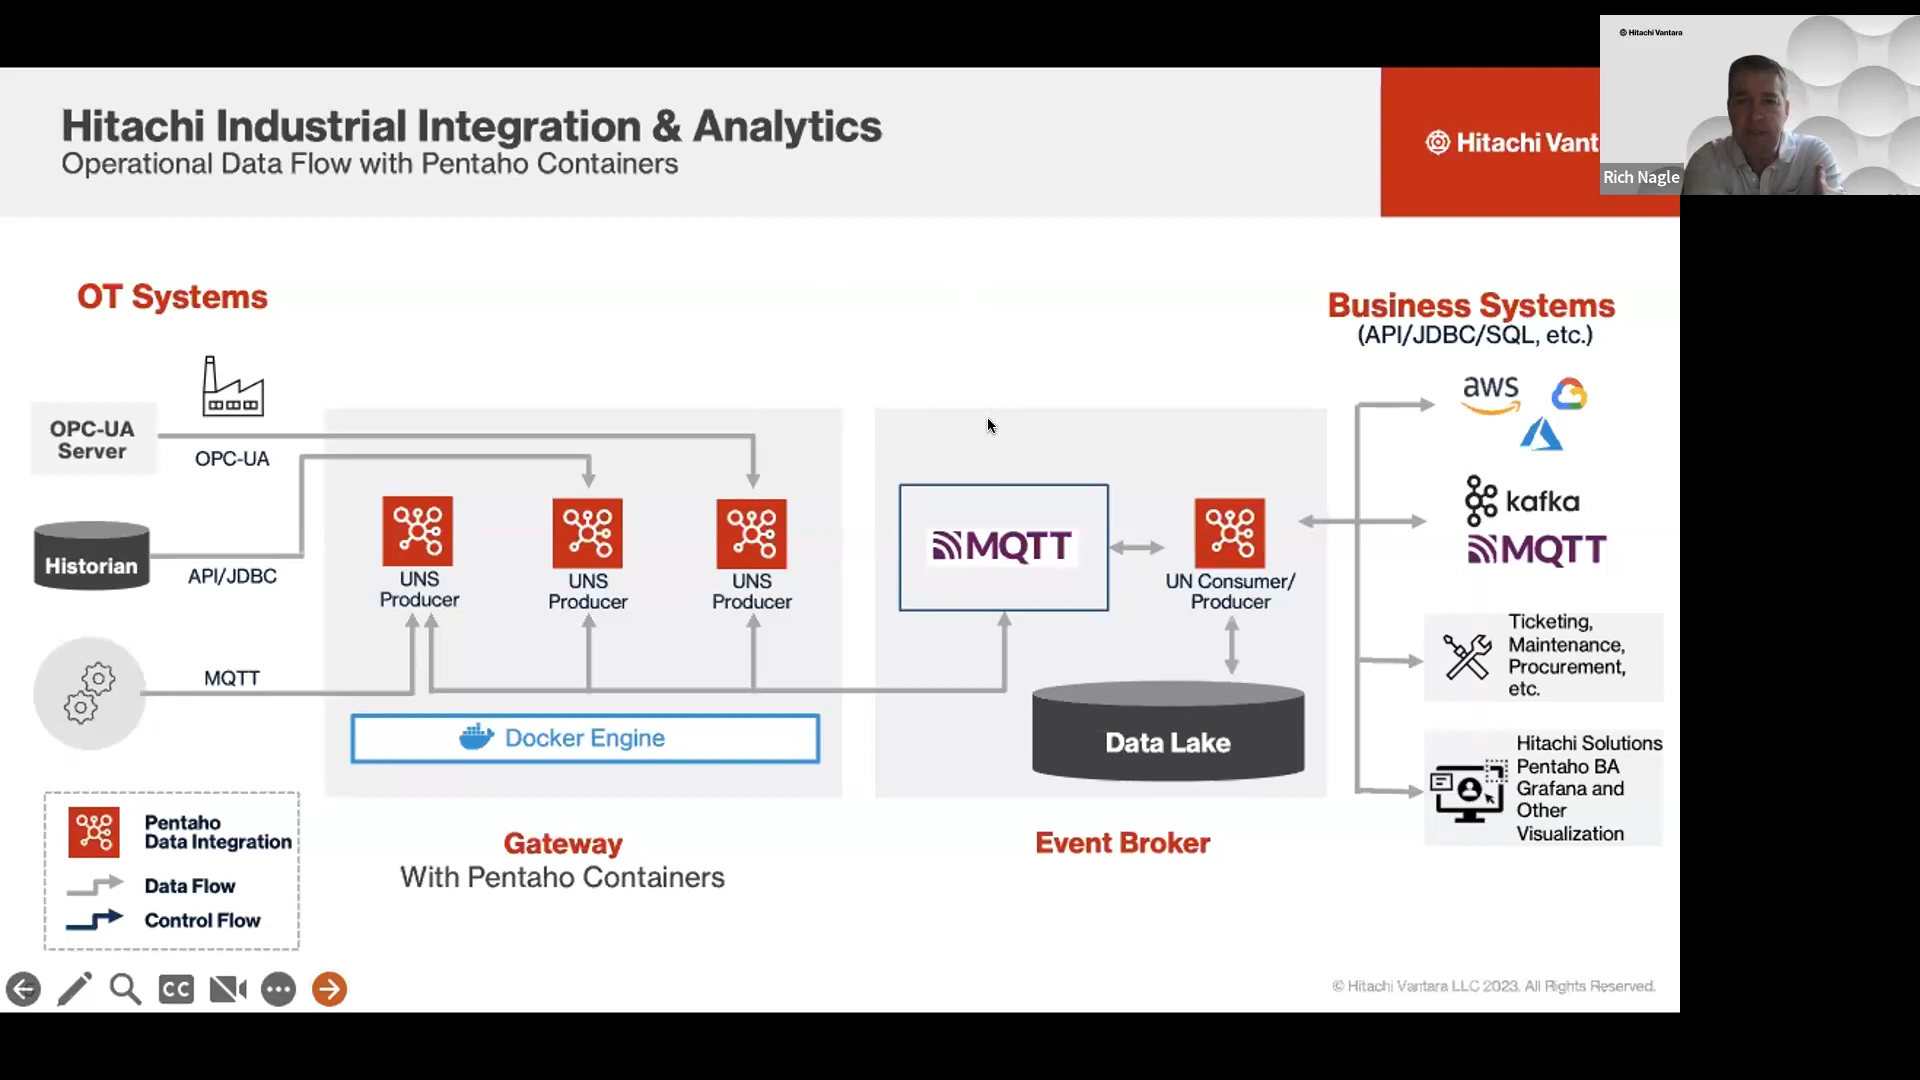 Hitachi Vantara
Hitachi Industrial Integration & Analytics
Operational Data Flow with Pentaho Containers
Hitachi Vant
Rich Nagle
OT Systems
Business Systems
(API/JDBC/SQL, etc.)
aws
OPC-UA
Server
OPC-UA
Historian
API/JDBC
MQTT
UNS
Producer
UNS
Producer
UNS
Producer
Docker Engine
MQTT
UN Consumer/
Producer
Data Lake
kafka
MQTT
Ticketing,
Maintenance,
Procurement,
etc.
Hitachi Solutions
Pentaho BA
Grafana and
Other
Visualization
Gateway
With Pentaho Containers
Event Broker
Pentaho
Data Integration
Data Flow
Control Flow
CC
© Hitachi Vantara LLC 2023. All Rights Reserved.